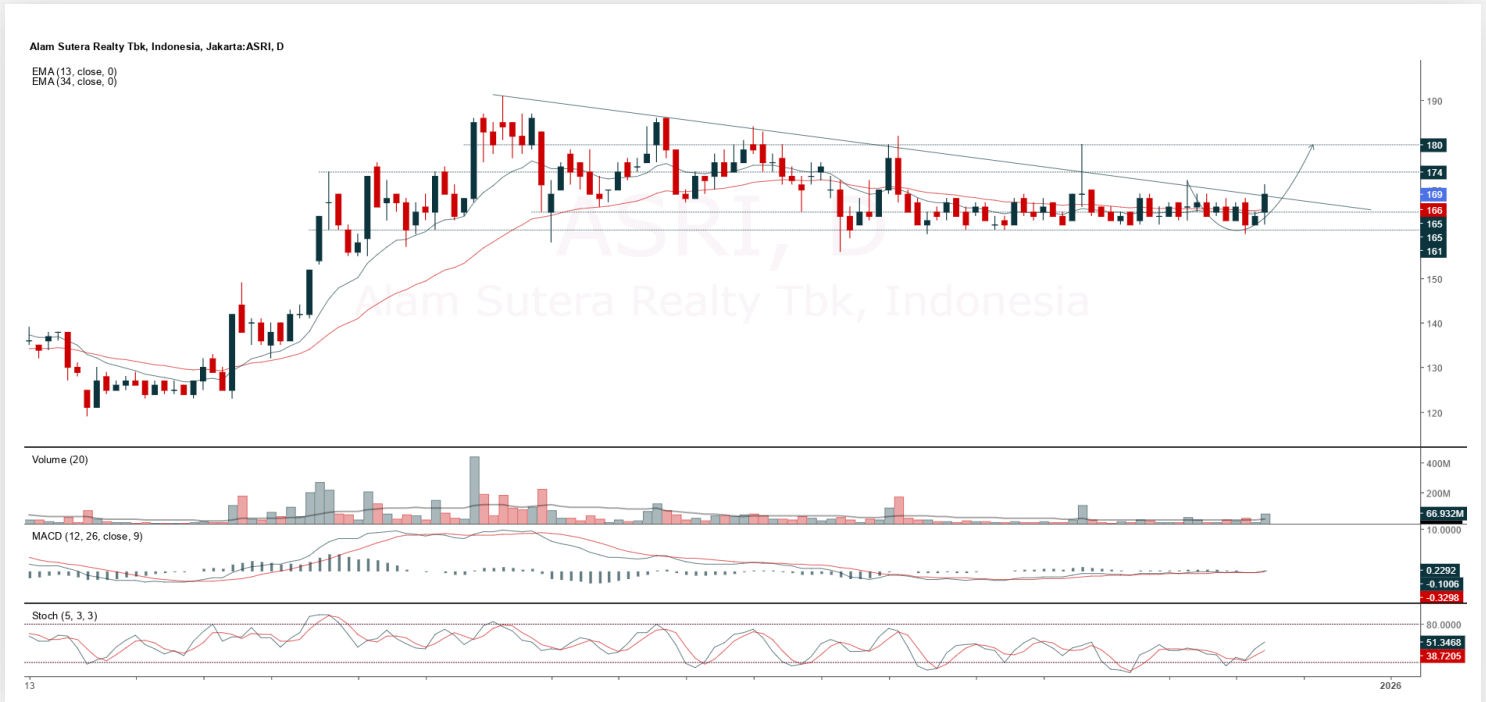 Alam Sutera Realty Tbk, Indonesia, Jakarta:ASRI, D
EMA (13, close, 0)
EMA (34, close, 0)
190
180
174
169
166
165
165
161
150
140
130
120
ASRI, D
Alam Sutera Realty Tbk, Indonesia
Volume (20)
400M
200M
66.932M
MACD (12, 26, close, 9)
10.0000
0.2292
-0.1006
-0.3298
Stoch (5, 3, 3)
80.0000
51.3468
38.7205
13
2026